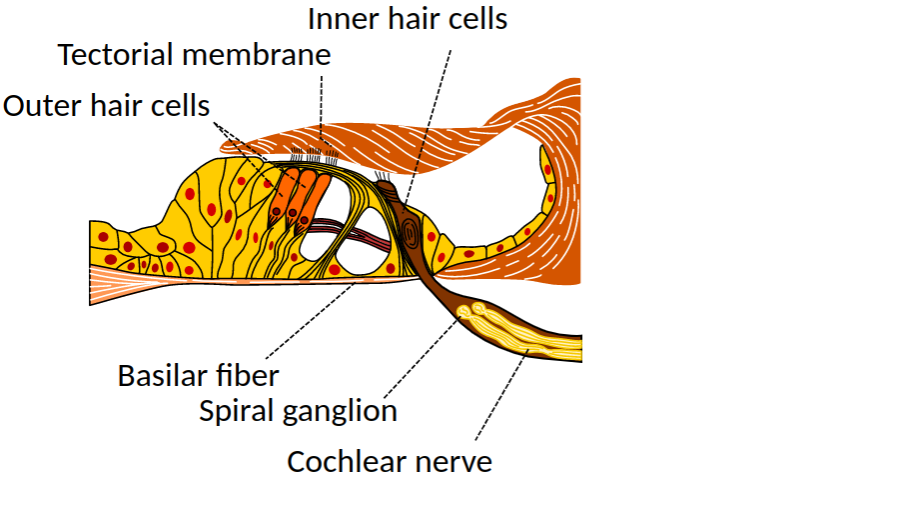 Inner hair cells
Tectorial membrane
Outer hair cells
Basilar fiber
Spiral ganglion
Cochlear nerve